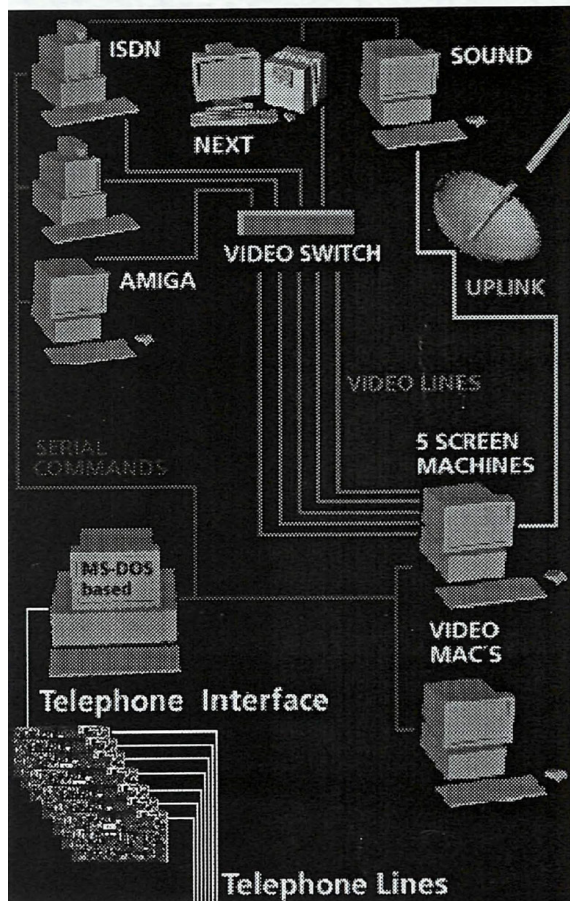 ISDN
SOUND
NEXT
VIDEO SWITCH
AMIGA
UPLINK
VIDEO LINES
SERIAL
COMMANDS
5 SCREEN
MACHINES
MS-DOS
based
VIDEO
MAC'S
Telephone Interface
Telephone Lines